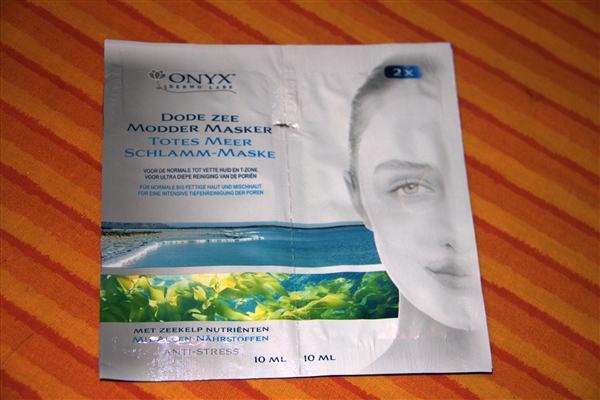 ONYX™
DERMO LABS
2x
DODE ZEE
MODDER MASKER
TOTES MEER
SCHLAMM-MASKE
VOOR DE NORMALE TOT VETTE HUID EN T-ZONE
VOOR ULTRA DIEPE REINIGING VAN DE PORIËN
FÜR NORMALE BIS FETTIGE HAUT UND MISCHHAUT
FÜR EINE INTENSIVE TIEFENREINIGUNG DER POREN
MET ZEEKELP NUTRIËNTEN
NÄHRSTOFFEN
ANTI-STRESS
10 ML 10 ML